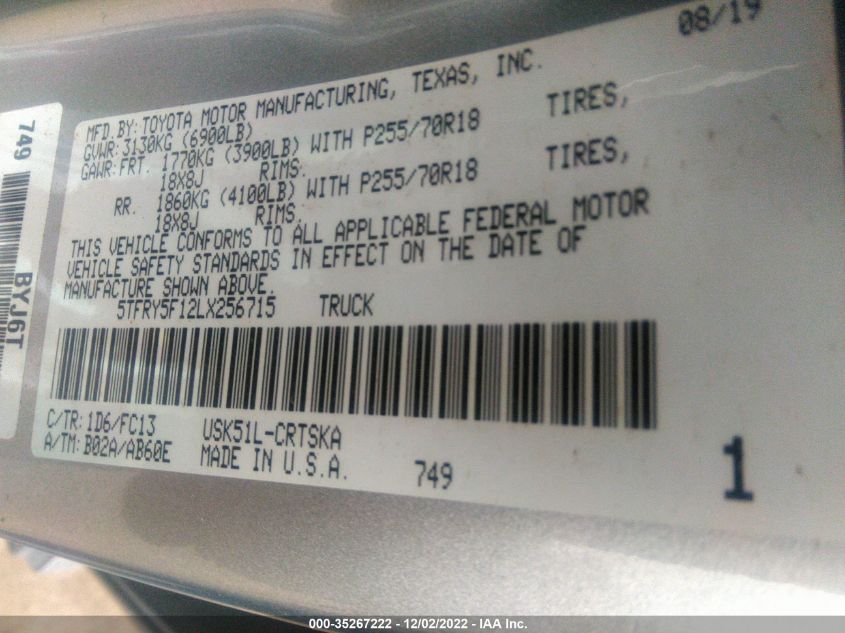 08/19
MFD.BY:TOYOTA MOTOR MANUFACTURING, TEXAS, INC.
GVWR:3130KG (6900LB)
GAWR:FRT. 1770KG (3900LB) WITH P255/70R18 TIRES,
18X8J RIMS.
RR. 1860KG (4100LB) WITH P255/70R18 TIRES,
18X8J RIMS.
THIS VEHICLE CONFORMS TO ALL APPLICABLE FEDERAL MOTOR
VEHICLE SAFETY STANDARDS IN EFFECT ON THE DATE OF
MANUFACTURE SHOWN ABOVE.
5TFRY5F12LX256715 TRUCK
C/TR:1D6/FC13 USK51L-CRTSKA
A/TM:B02A/AB60E MADE IN U.S.A. 749 1
749 BYJ6T
000-35267222 - 12/02/2022 - IAA Inc.